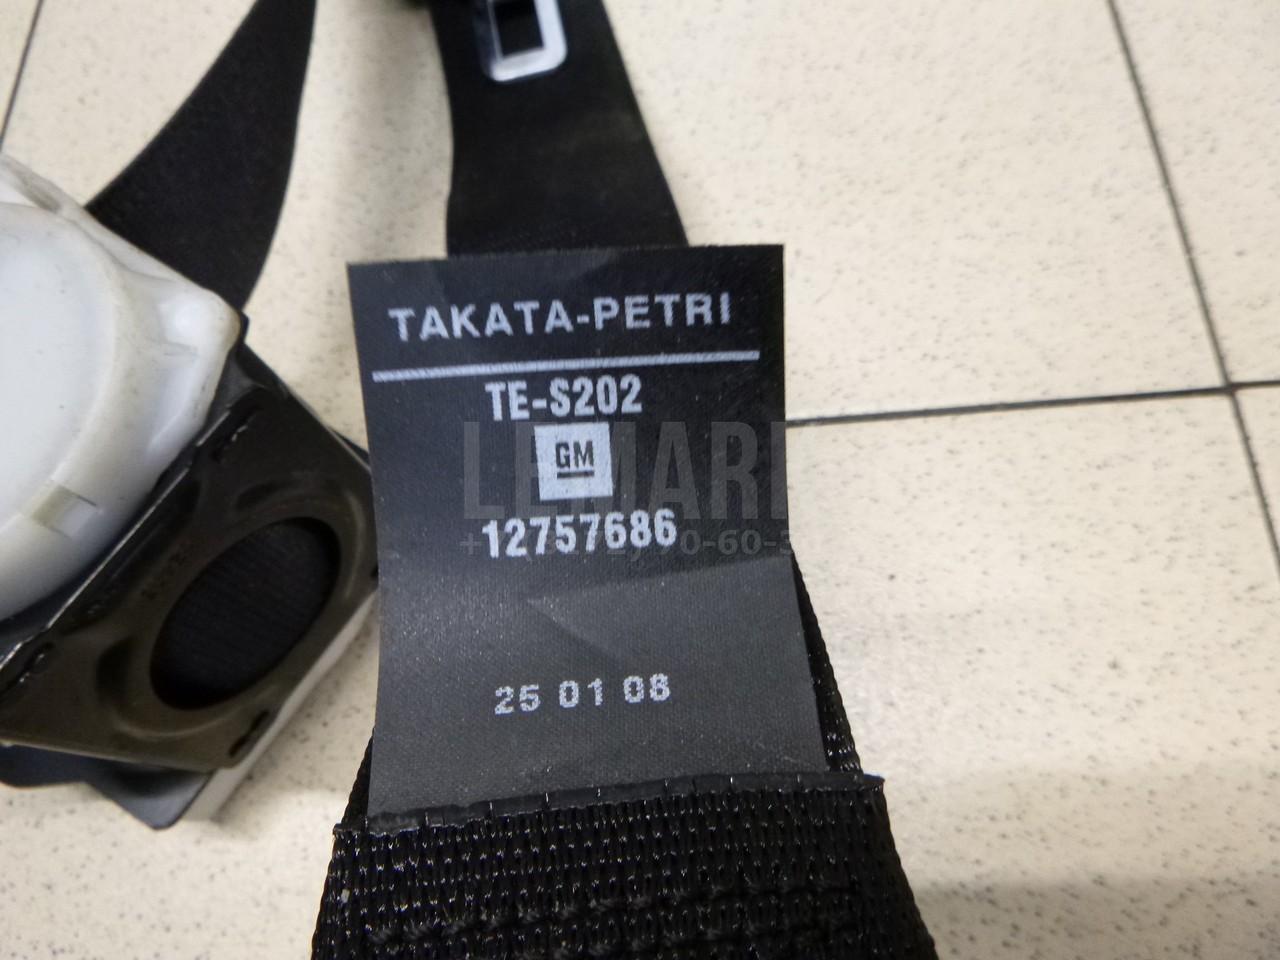 TAKATA-PETRI
TE-S202
GM
12757686
25 01 08